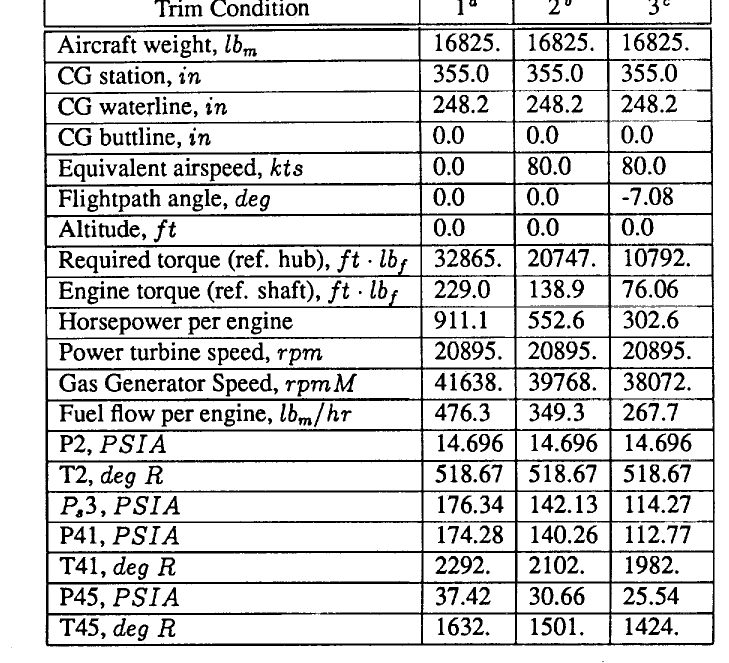 Trim Condition 1a 2b 3c
Aircraft weight, lbm 16825. 16825. 16825.
CG station, in 355.0 355.0 355.0
CG waterline, in 248.2 248.2 248.2
CG buttline, in 0.0 0.0 0.0
Equivalent airspeed, kts 0.0 80.0 80.0
Flightpath angle, deg 0.0 0.0 -7.08
Altitude, ft 0.0 0.0 0.0
Required torque (ref. hub), ft · lbf 32865. 20747. 10792.
Engine torque (ref. shaft), ft · lbf 229.0 138.9 76.06
Horsepower per engine 911.1 552.6 302.6
Power turbine speed, rpm 20895. 20895. 20895.
Gas Generator Speed, rpmM 41638. 39768. 38072.
Fuel flow per engine, lbm/hr 476.3 349.3 267.7
P2, PSIA 14.696 14.696 14.696
T2, deg R 518.67 518.67 518.67
Ps3, PSIA 176.34 142.13 114.27
P41, PSIA 174.28 140.26 112.77
T41, deg R 2292. 2102. 1982.
P45, PSIA 37.42 30.66 25.54
T45, deg R 1632. 1501. 1424.